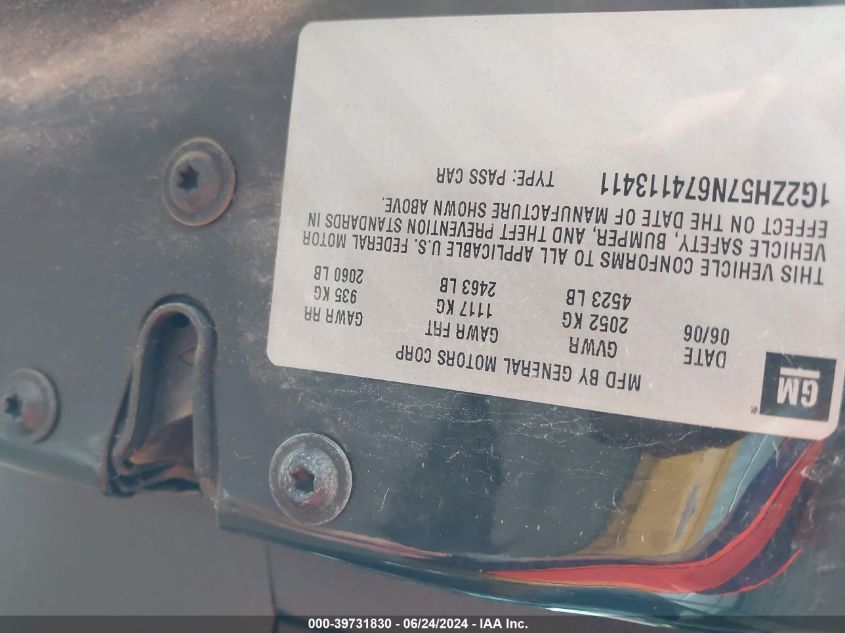 GM
MFD BY GENERAL MOTORS CORP
DATE GVWR GAWR FRT GAWR RR
06/06 2052 KG 1117 KG 935 KG
4523 LB 2463 LB 2060 LB
THIS VEHICLE CONFORMS TO ALL APPLICABLE U.S. FEDERAL MOTOR
VEHICLE SAFETY, BUMPER, AND THEFT PREVENTION STANDARDS IN
EFFECT ON THE DATE OF MANUFACTURE SHOWN ABOVE.
1G2ZH57N674113411 TYPE: PASS CAR
000-39731830 / 06/24/2024 - IAA Inc.